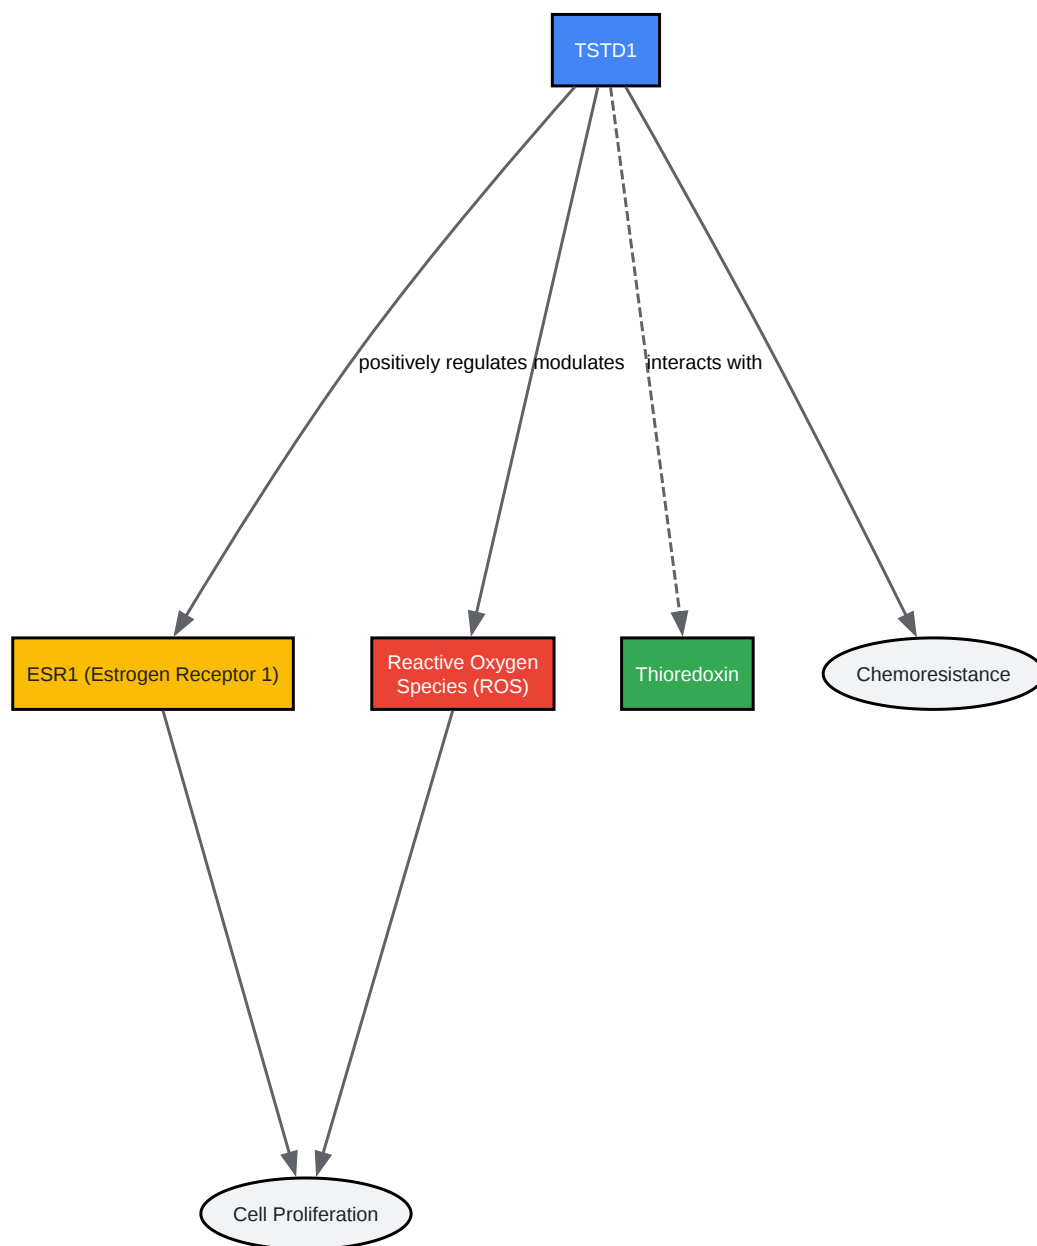 TSTD1
positively regulates
modulates
interacts with
ESR1 (Estrogen Receptor 1)
Reactive Oxygen
Species (ROS)
Thioredoxin
Chemoresistance
Cell Proliferation